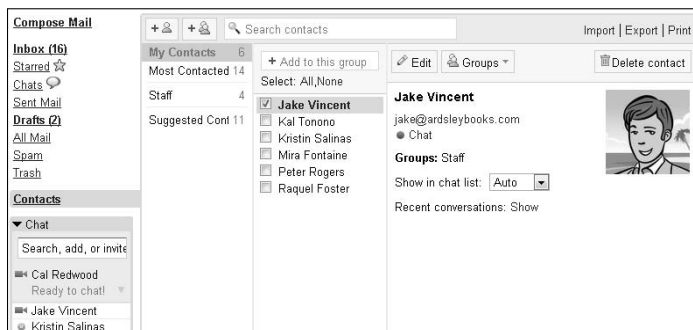 Compose Mail
Inbox (16)
Starred
Chats
Sent Mail
Drafts (2)
All Mail
Spam
Trash
Contacts
Chat
Search, add, or invite
Cal Redwood
Ready to chat!
Jake Vincent
Kristin Salinas
Search contacts
Import | Export | Print
My Contacts 6
Most Contacted 14
Staff 4
Suggested Cont 11
+ Add to this group
Select: All,None
Jake Vincent
Kal Tonono
Kristin Salinas
Mira Fontaine
Peter Rogers
Raquel Foster
Edit
Groups
Delete contact
Jake Vincent
jake@ardsleybooks.com
Chat
Groups: Staff
Show in chat list: Auto
Recent conversations: Show